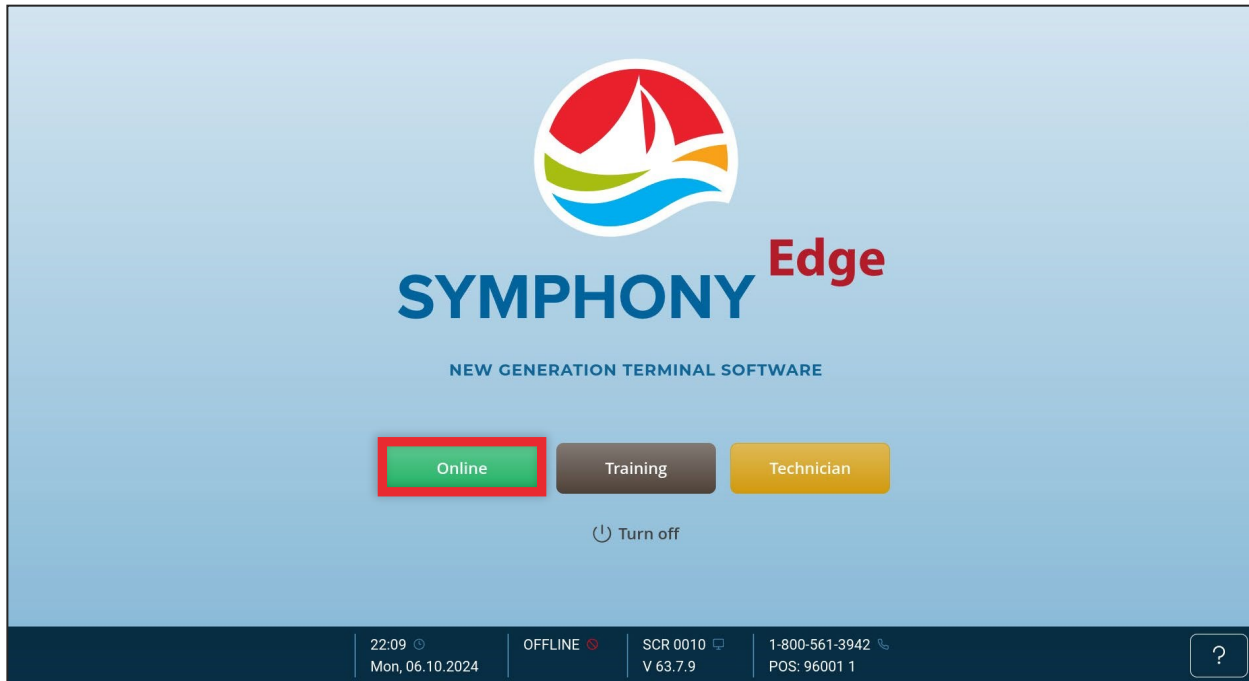 SYMPHONY Edge
NEW GENERATION TERMINAL SOFTWARE
Online
Training
Technician
Turn off
22:09
Mon, 06.10.2024
OFFLINE
SCR 0010
V 63.7.9
1-800-561-3942
POS: 96001 1
?